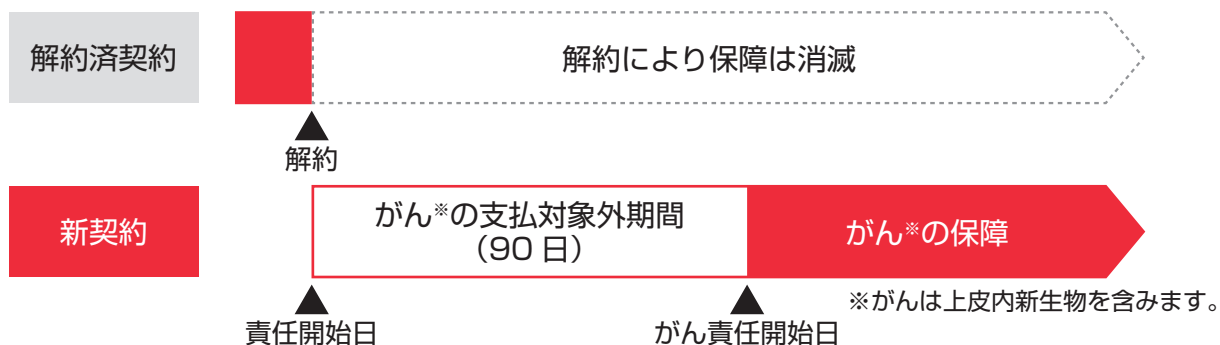 解約済契約
解約により保障は消滅
解約
新契約
がん※の支払対象外期間
（90日）
がん※の保障
責任開始日
がん責任開始日
※がんは上皮内新生物を含みます。